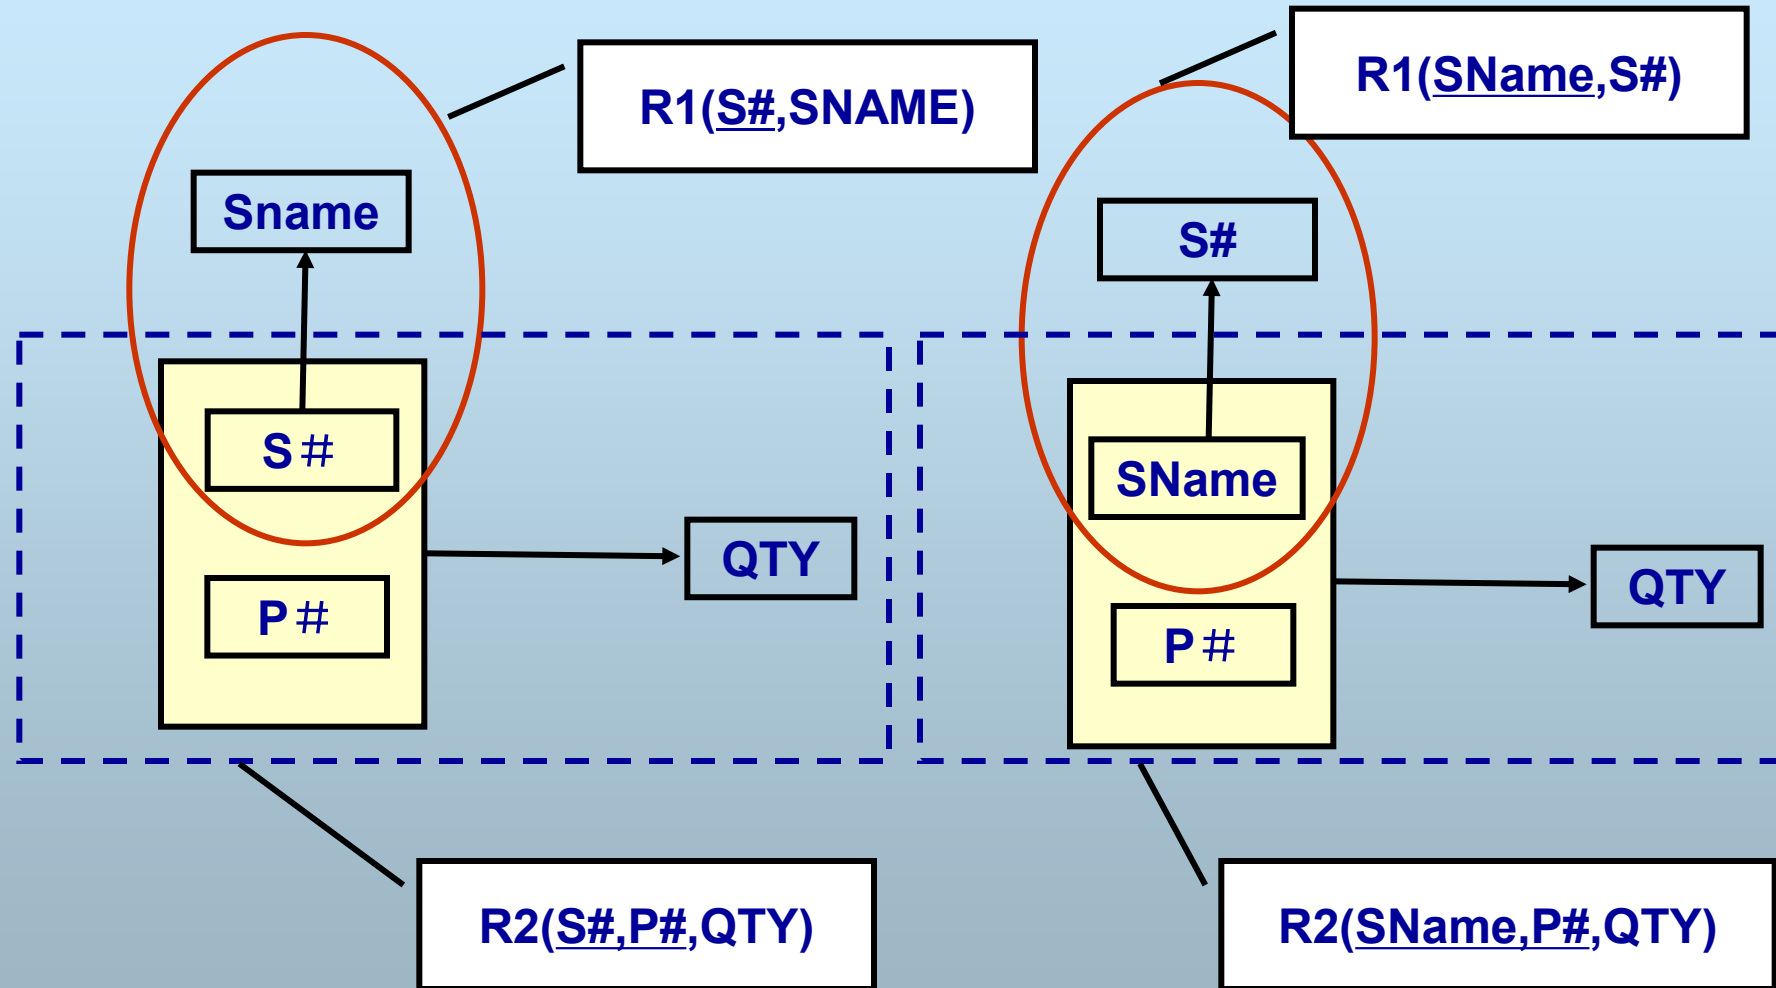 R1(S#,SNAME)
Sname
S#
P#
QTY
R2(S#,P#,QTY)
R1(SName,S#)
S#
SName
P#
QTY
R2(SName,P#,QTY)